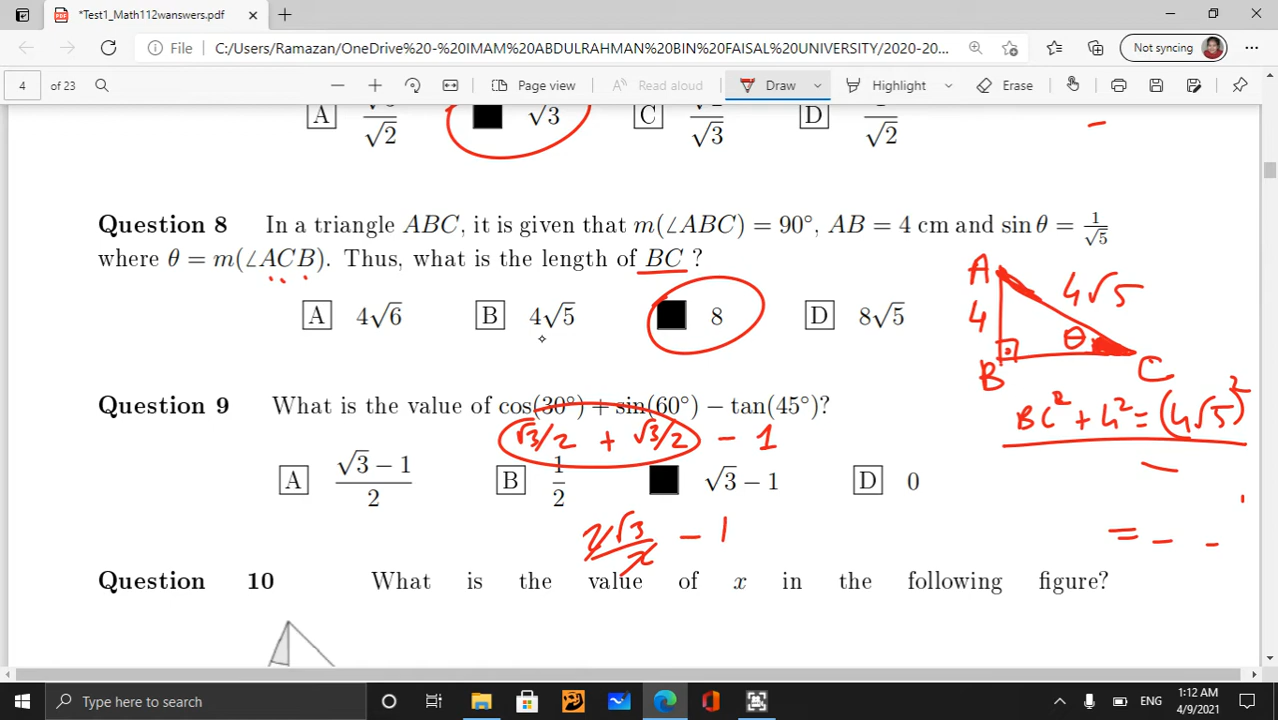 *Test1_Math112wanswers.pdf
File C:/Users/Ramazan/OneDrive%20-%20IMAM%20ABDULRAHMAN%20BIN%20FAISAL%20UNIVERSITY/2020-20... Not syncing
4 of 23 Page view Read aloud Draw Highlight Erase
A √2 √3 C √3 D √2
Question 8 In a triangle ABC, it is given that m(∠ABC) = 90°, AB = 4 cm and sin θ = 1/√5
where θ = m(∠ACB). Thus, what is the length of BC ?
A 4√6 B 4√5 8 D 8√5
A 4√5
4 θ
B C
BC² + 4² = (4√5)²
Question 9 What is the value of cos(30°) + sin(60°) − tan(45°)?
√3/2 + √3/2 − 1
A (√3 − 1)/2 B 1/2 √3 − 1 D 0
2√3/2 − 1
= - -
Question 10 What is the value of x in the following figure?
Type here to search ENG 1:12 AM
4/9/2021